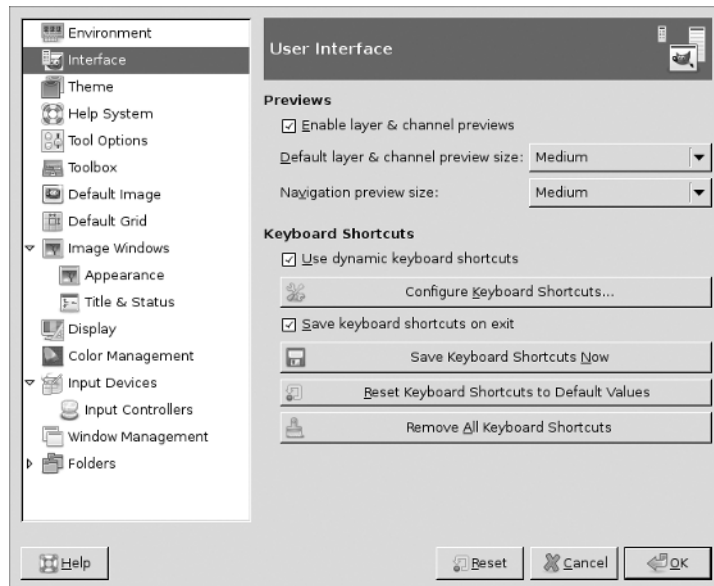 Environment
Interface
Theme
Help System
Tool Options
Toolbox
Default Image
Default Grid
Image Windows
Appearance
Title & Status
Display
Color Management
Input Devices
Input Controllers
Window Management
Folders
User Interface
Previews
Enable layer & channel previews
Default layer & channel preview size: Medium
Navigation preview size: Medium
Keyboard Shortcuts
Use dynamic keyboard shortcuts
Configure Keyboard Shortcuts...
Save keyboard shortcuts on exit
Save Keyboard Shortcuts Now
Reset Keyboard Shortcuts to Default Values
Remove All Keyboard Shortcuts
Help
Reset
Cancel
OK